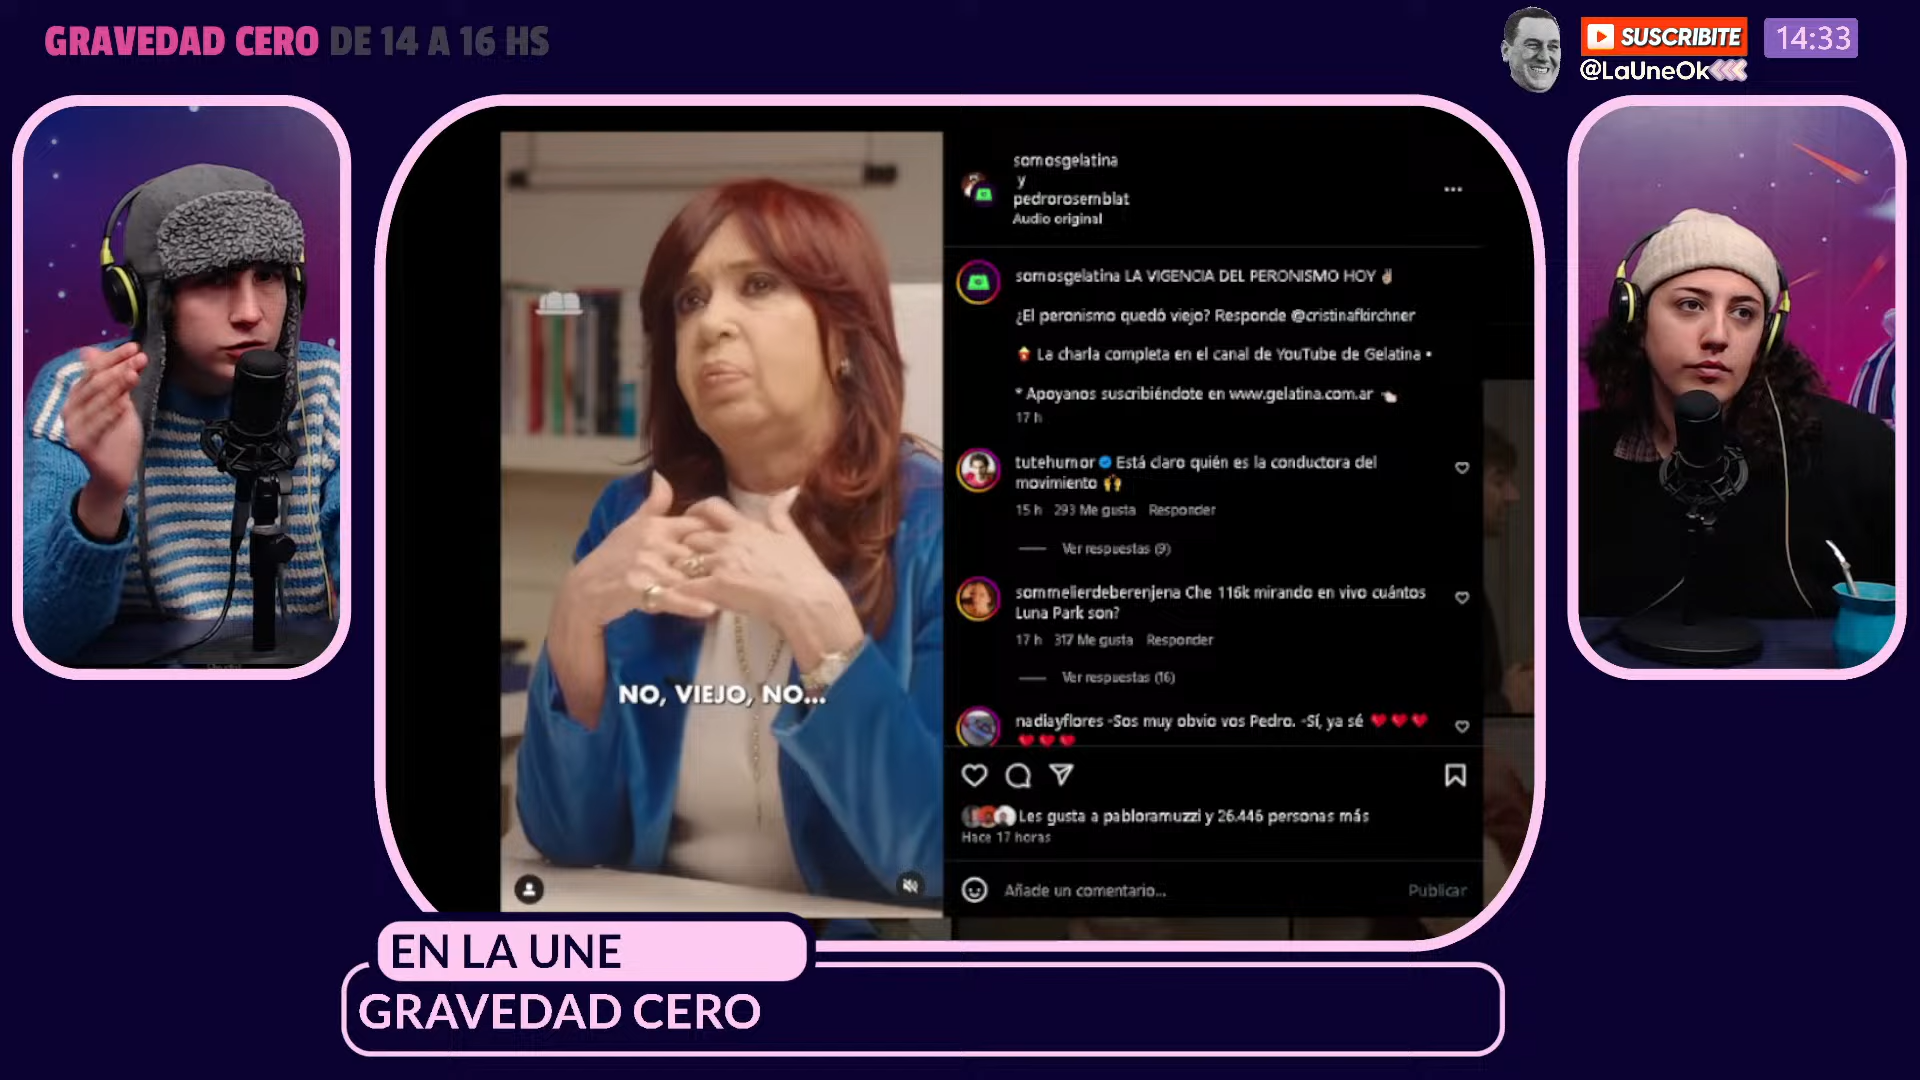 GRAVEDAD CERO DE 14 A 16 HS
SUSCRIBITE
@LaUneOk
14:33
somosgelatina
y
pedrorosemblat
Audio original
somosgelatina LA VIGENCIA DEL PERONISMO HOY
¿El peronismo quedó viejo? Responde @cristinafkirchner
La charla completa en el canal de YouTube de Gelatina •
* Apoyanos suscribiéndote en www.gelatina.com.ar
17 h
tutehumor Está claro quién es la conductora del
movimiento
15 h 293 Me gusta Responder
Ver respuestas (9)
sommelierdeberenjena Che 116k mirando en vivo cuántos
Luna Park son?
17 h 317 Me gusta Responder
Ver respuestas (16)
nadiayflores -Sos muy obvio vos Pedro. -Sí, ya sé
Les gusta a pabloramuzzi y 26.446 personas más
Hace 17 horas
Añade un comentario...
Publicar
NO, VIEJO, NO...
EN LA UNE
GRAVEDAD CERO